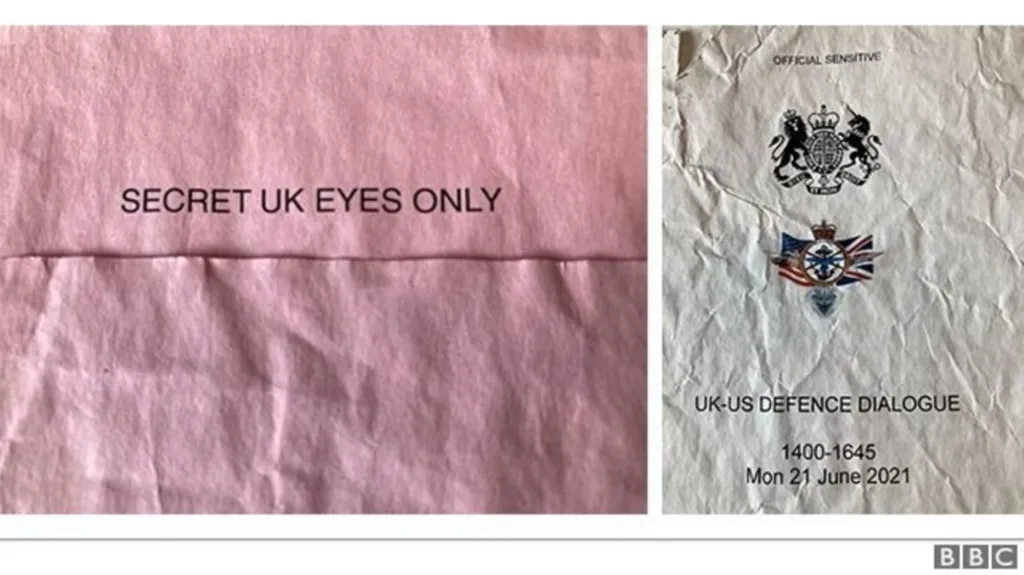 SECRET UK EYES ONLY
OFFICIAL SENSITIVE
UK-US DEFENCE DIALOGUE
1400-1645
Mon 21 June 2021
BBC